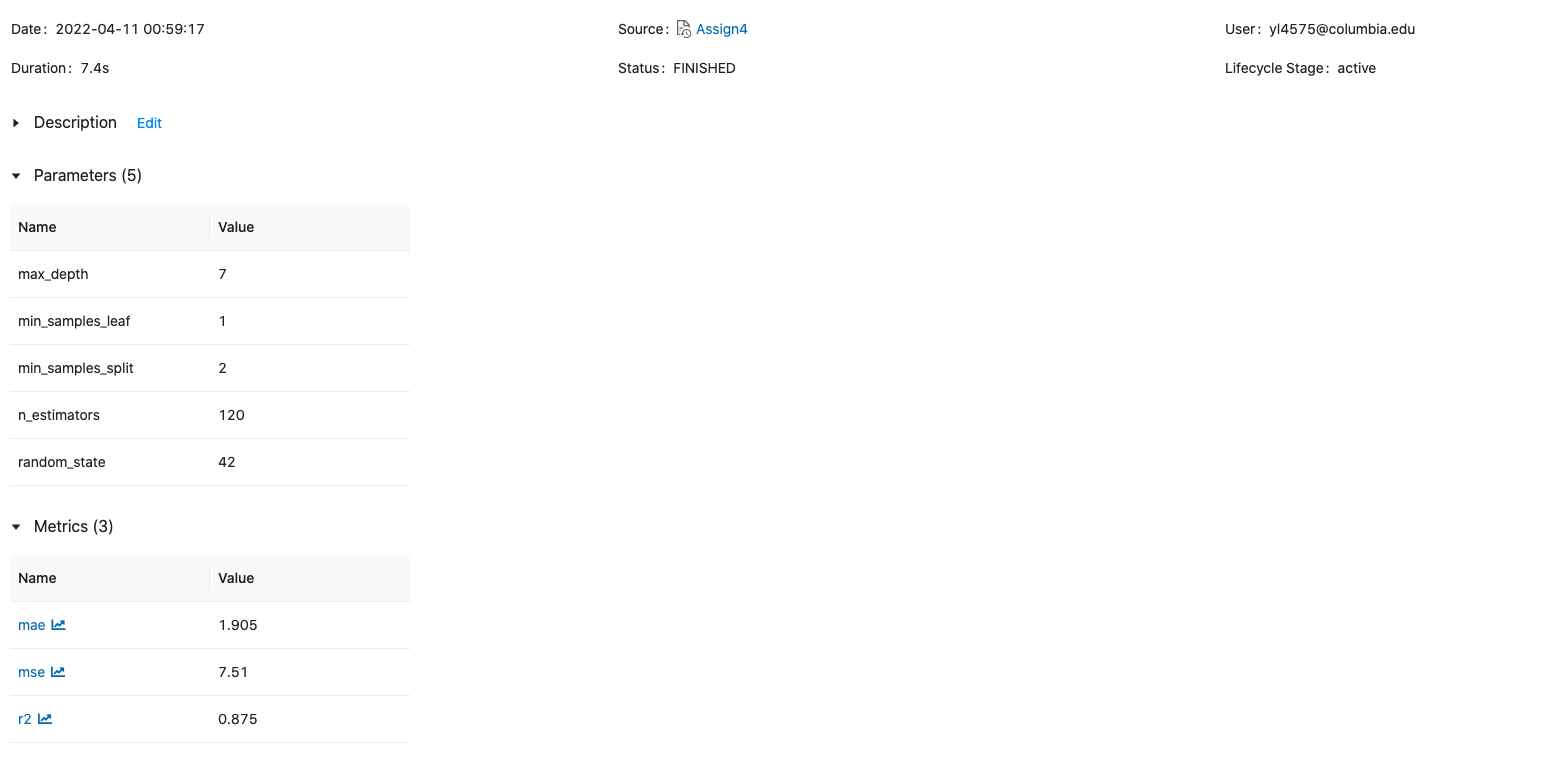 Date: 2022-04-11 00:59:17 Source: Assign4 User: yl4575@columbia.edu
Duration: 7.4s Status: FINISHED Lifecycle Stage: active
Description Edit
Parameters (5)
Name Value
max_depth 7
min_samples_leaf 1
min_samples_split 2
n_estimators 120
random_state 42
Metrics (3)
Name Value
mae 1.905
mse 7.51
r2 0.875